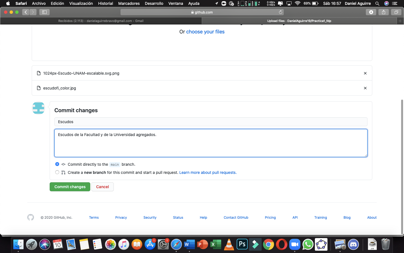 Safari Archivo Edición Visualización Historial Marcadores Desarrollo Ventana Ayuda 99% Sáb 10:57 Daniel Aguirre
github.com
Or choose your files
1024px-Escudo-UNAM-escalable.svg.png
escudofi_color.jpg
Commit changes
Escudos
Escudos de la Facultad y de la Universidad agregados.
Commit directly to the main branch.
Create a new branch for this commit and start a pull request. Learn more about pull requests.
Commit changes Cancel
© 2020 GitHub, Inc. Terms Privacy Security Status Help Contact GitHub Pricing API Training Blog About